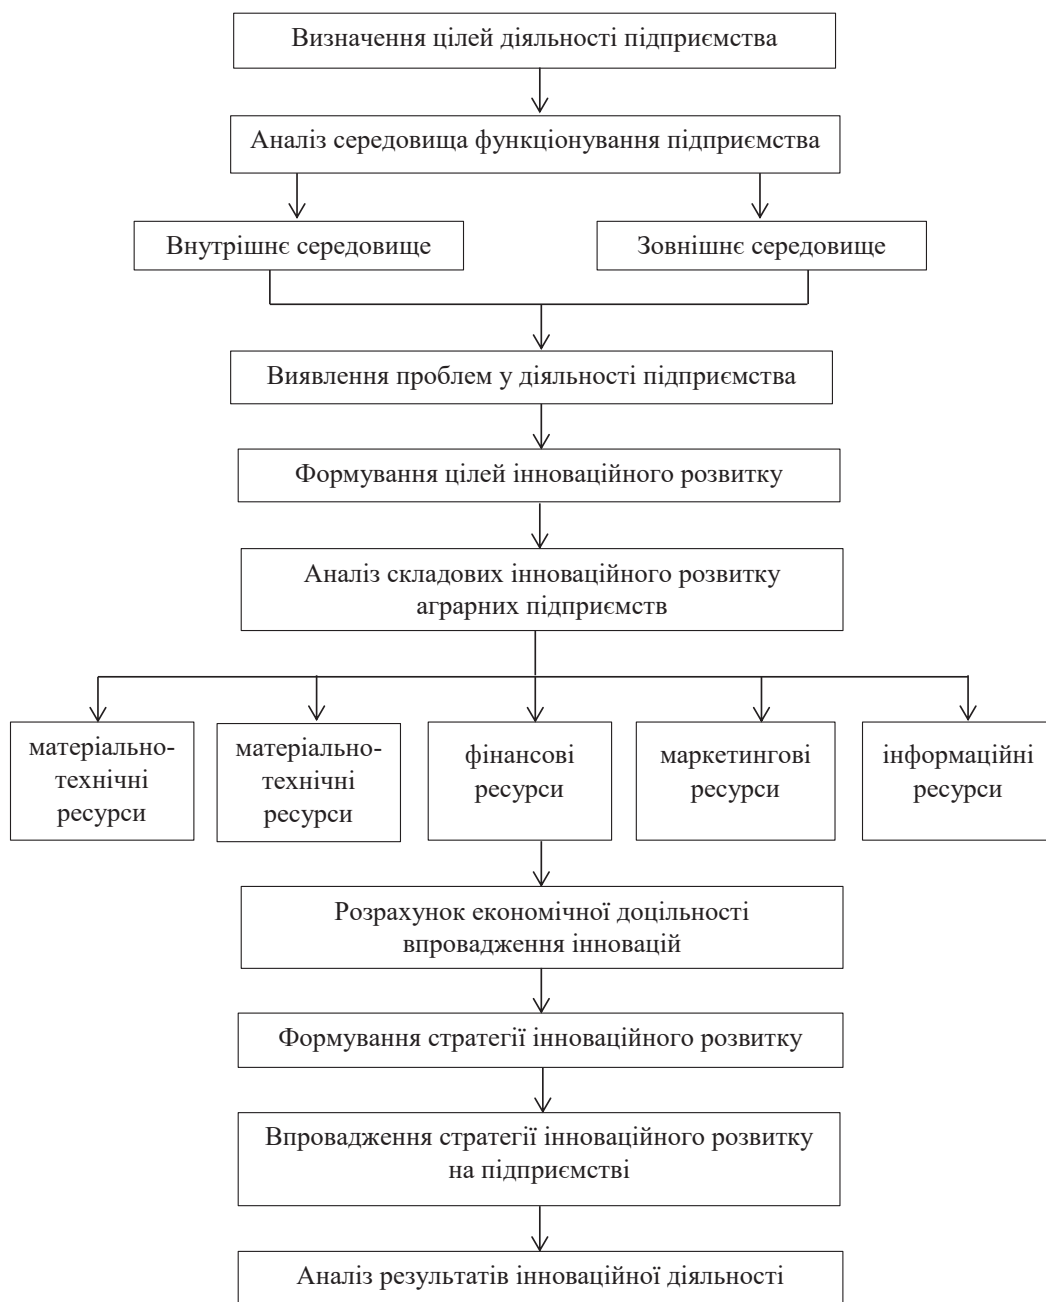 Визначення цілей діяльності підприємства
Аналіз середовища функціонування підприємства
Внутрішнє середовище
Зовнішнє середовище
Виявлення проблем у діяльності підприємства
Формування цілей інноваційного розвитку
Аналіз складових інноваційного розвитку
аграрних підприємств
матеріально-
технічні
ресурси
матеріально-
технічні
ресурси
фінансові
ресурси
маркетингові
ресурси
інформаційні
ресурси
Розрахунок економічної доцільності
впровадження інновацій
Формування стратегії інноваційного розвитку
Впровадження стратегії інноваційного розвитку
на підприємстві
Аналіз результатів інноваційної діяльності